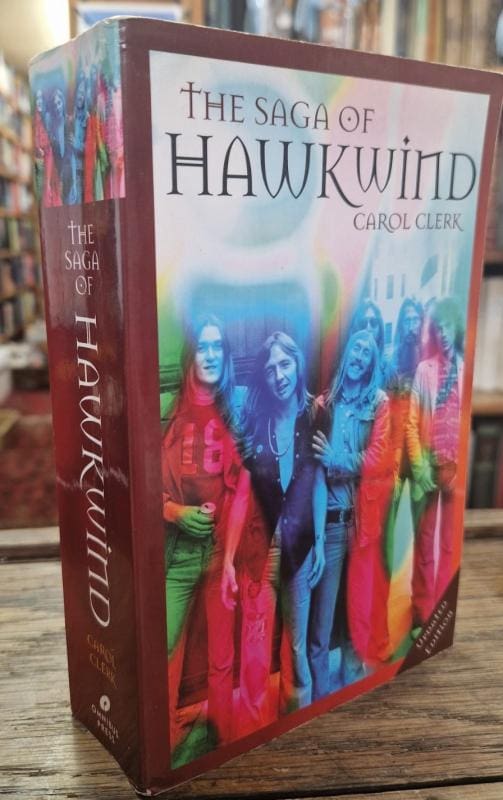 THE
SAGA
OF
HAWKWIND
CAROL
CLERK
OMNIBUS
PRESS
THE SAGA OF
HAWKWIND
CAROL CLERK
18
Updated
Edition